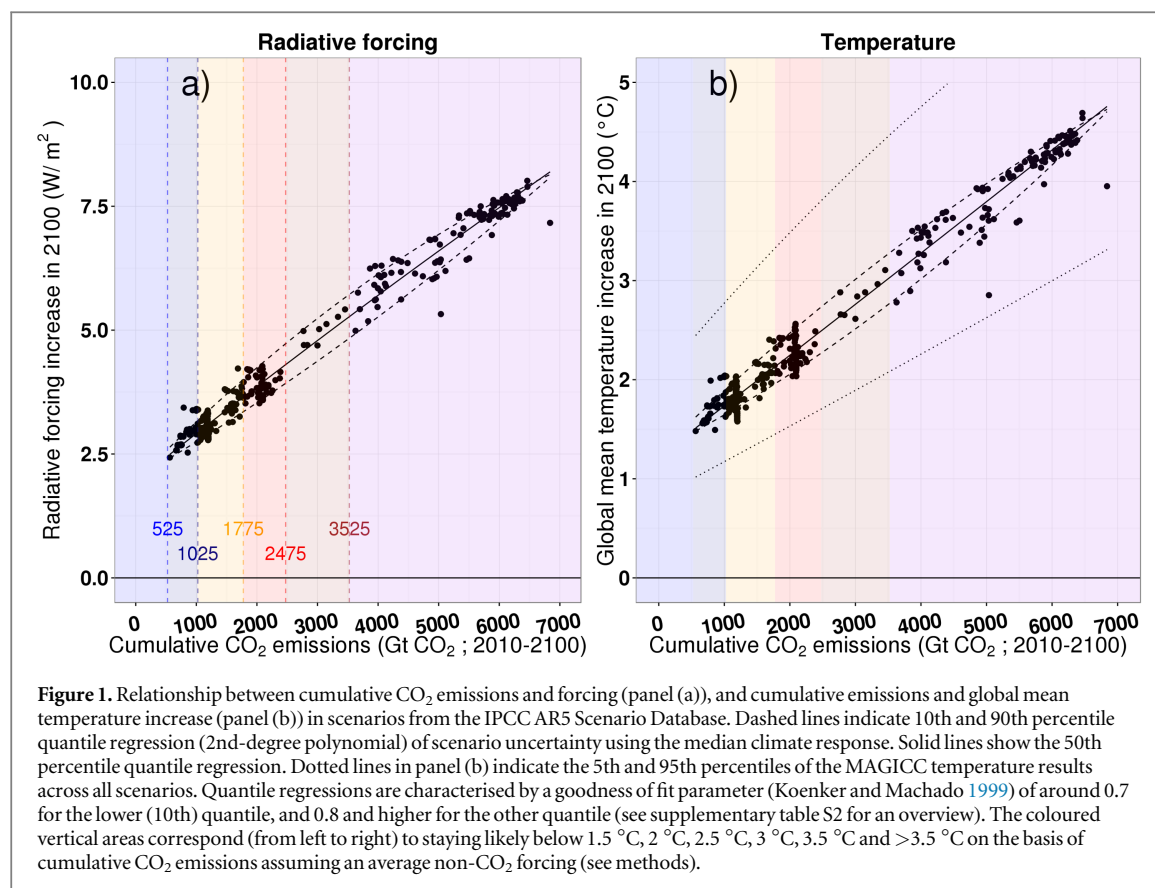 Radiative forcing
a)
Radiative forcing increase in 2100 (W/ m²)
10.0
7.5
5.0
2.5
0.0
525
1025
1775
2475
3525
0 1000 2000 3000 4000 5000 6000 7000
Cumulative CO₂ emissions (Gt CO₂ ; 2010-2100)
Temperature
b)
Global mean temperature increase in 2100 (°C)
5
4
3
2
1
0
0 1000 2000 3000 4000 5000 6000 7000
Cumulative CO₂ emissions (Gt CO₂ ; 2010-2100)
Figure 1. Relationship between cumulative CO₂ emissions and forcing (panel (a)), and cumulative emissions and global mean
temperature increase (panel (b)) in scenarios from the IPCC AR5 Scenario Database. Dashed lines indicate 10th and 90th percentile
quantile regression (2nd-degree polynomial) of scenario uncertainty using the median climate response. Solid lines show the 50th
percentile quantile regression. Dotted lines in panel (b) indicate the 5th and 95th percentiles of the MAGICC temperature results
across all scenarios. Quantile regressions are characterised by a goodness of fit parameter (Koenker and Machado 1999) of around 0.7
for the lower (10th) quantile, and 0.8 and higher for the other quantile (see supplementary table S2 for an overview). The coloured
vertical areas correspond (from left to right) to staying likely below 1.5 °C, 2 °C, 2.5 °C, 3 °C, 3.5 °C and >3.5 °C on the basis of
cumulative CO₂ emissions assuming an average non-CO₂ forcing (see methods).